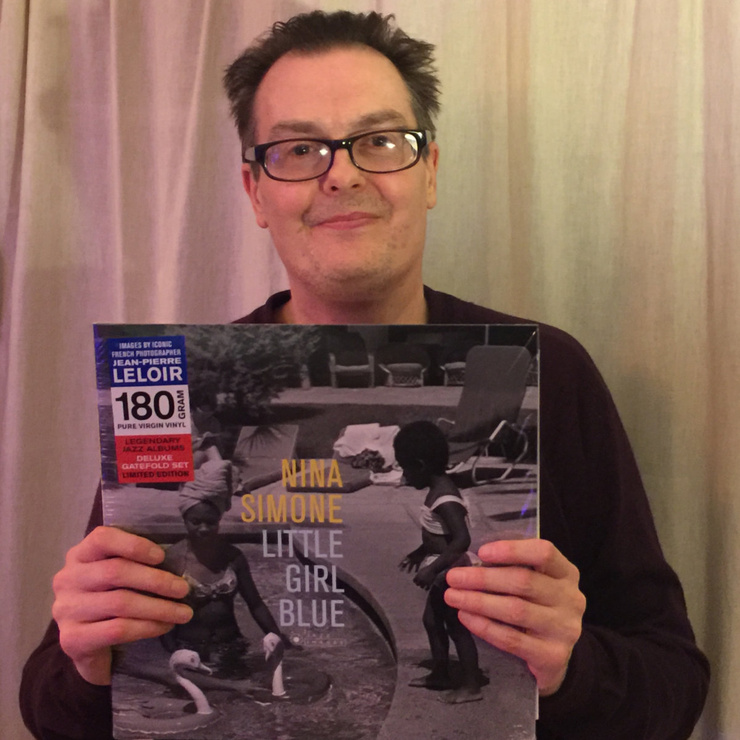 IMAGES BY ICONIC
FRENCH PHOTOGRAPHER
JEAN-PIERRE
LELOIR
180 GRAM
PURE VIRGIN VINYL
LEGENDARY
JAZZ ALBUMS
DELUXE
GATEFOLD SET
LIMITED EDITION
NINA
SIMONE
LITTLE
GIRL
BLUE